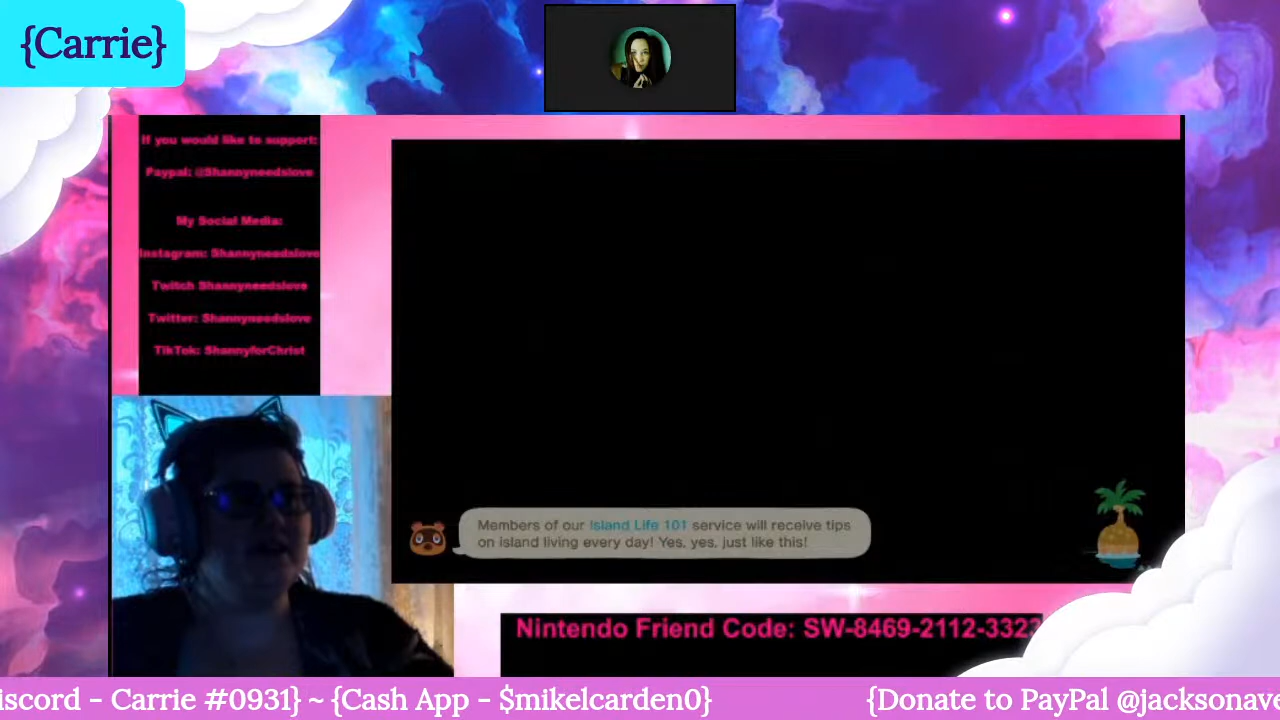 {Carrie}
If you would like to support:
Paypal: @Shannyneedslove
My Social Media:
Instagram: Shannyneedslove
Twitch Shannyneedslove
Twitter: Shannyneedslove
TikTok: ShannyforChrist
Members of our Island Life 101 service will receive tips
on island living every day! Yes, yes, just like this!
Nintendo Friend Code: SW-8469-2112-3323
iscord - Carrie #0931} ~ {Cash App - $mikelcarden0} {Donate to PayPal @jacksonave